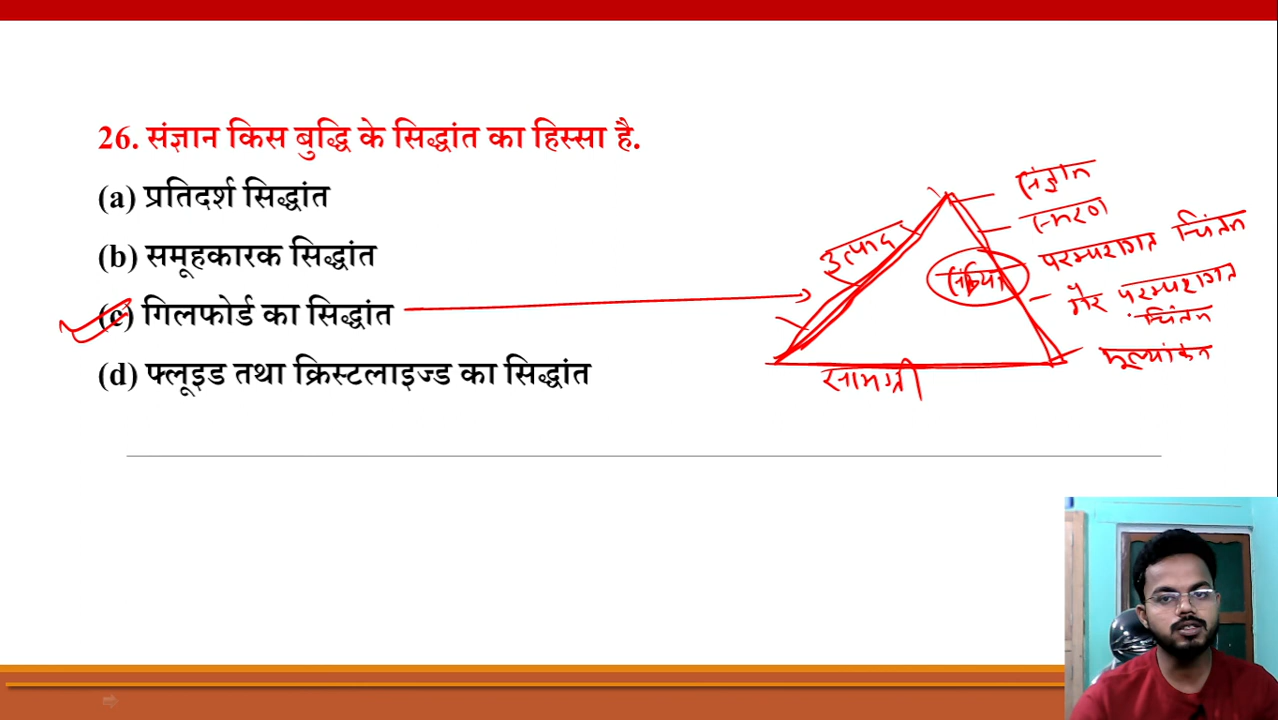 26. संज्ञान किस बुद्धि के सिद्धांत का हिस्सा है.
(a) प्रतिदर्श सिद्धांत
(b) समूहकारक सिद्धांत
(c) गिलफोर्ड का सिद्धांत
(d) फ्लूइड तथा क्रिस्टलाइज्ड का सिद्धांत
संज्ञान
स्मरण
परम्परागत चिंतन
गैर परम्परागत
चिंतन
मूल्यांकन
उत्पाद
सामग्री